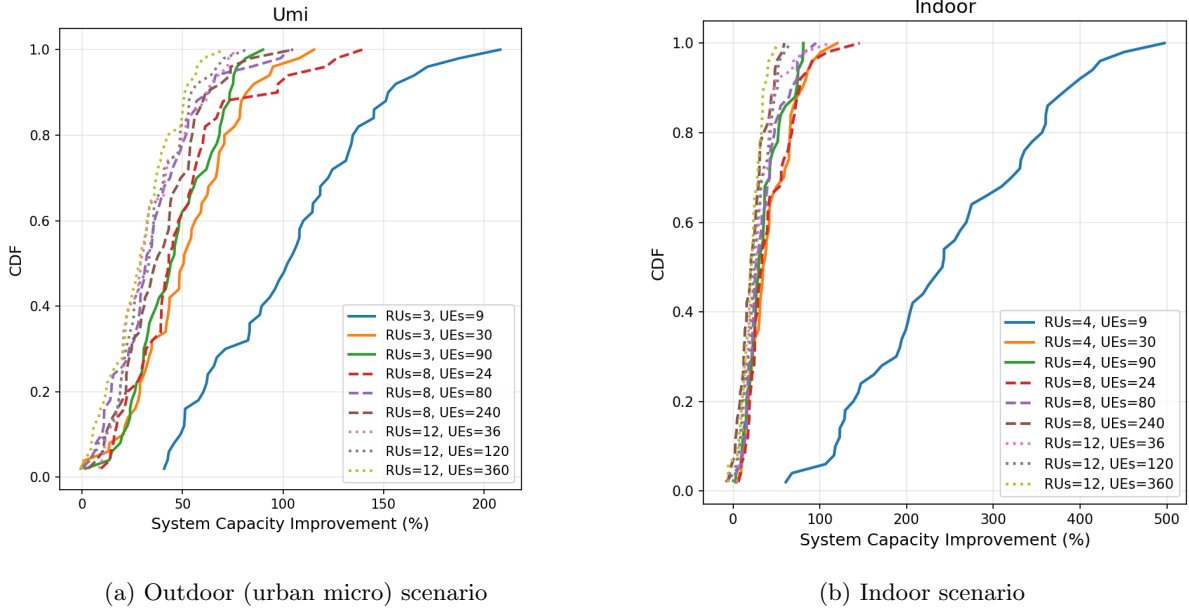 Umi
1.0
0.8
0.6
0.4
0.2
0.0
CDF
0
50
100
150
200
System Capacity Improvement (%)
RUs=3, UEs=9
RUs=3, UEs=30
RUs=3, UEs=90
RUs=8, UEs=24
RUs=8, UEs=80
RUs=8, UEs=240
RUs=12, UEs=36
RUs=12, UEs=120
RUs=12, UEs=360
(a) Outdoor (urban micro) scenario
Indoor
1.0
0.8
0.6
0.4
0.2
0.0
CDF
0
100
200
300
400
500
System Capacity Improvement (%)
RUs=4, UEs=9
RUs=4, UEs=30
RUs=4, UEs=90
RUs=8, UEs=24
RUs=8, UEs=80
RUs=8, UEs=240
RUs=12, UEs=36
RUs=12, UEs=120
RUs=12, UEs=360
(b) Indoor scenario